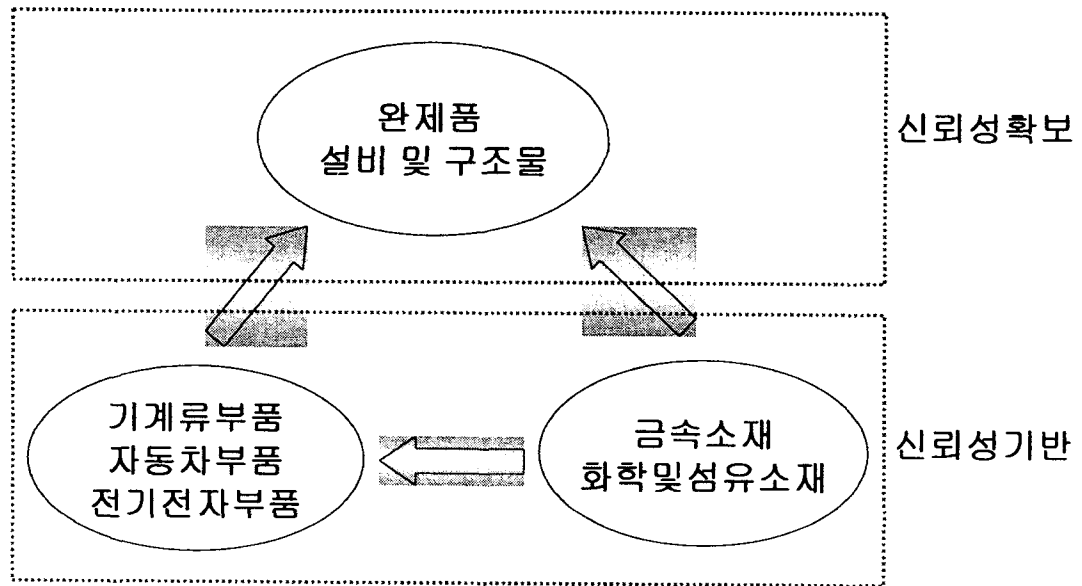 완제품
설비 및 구조물
신뢰성확보
기계류부품
자동차부품
전기전자부품
금속소재
화학및섬유소재
신뢰성기반